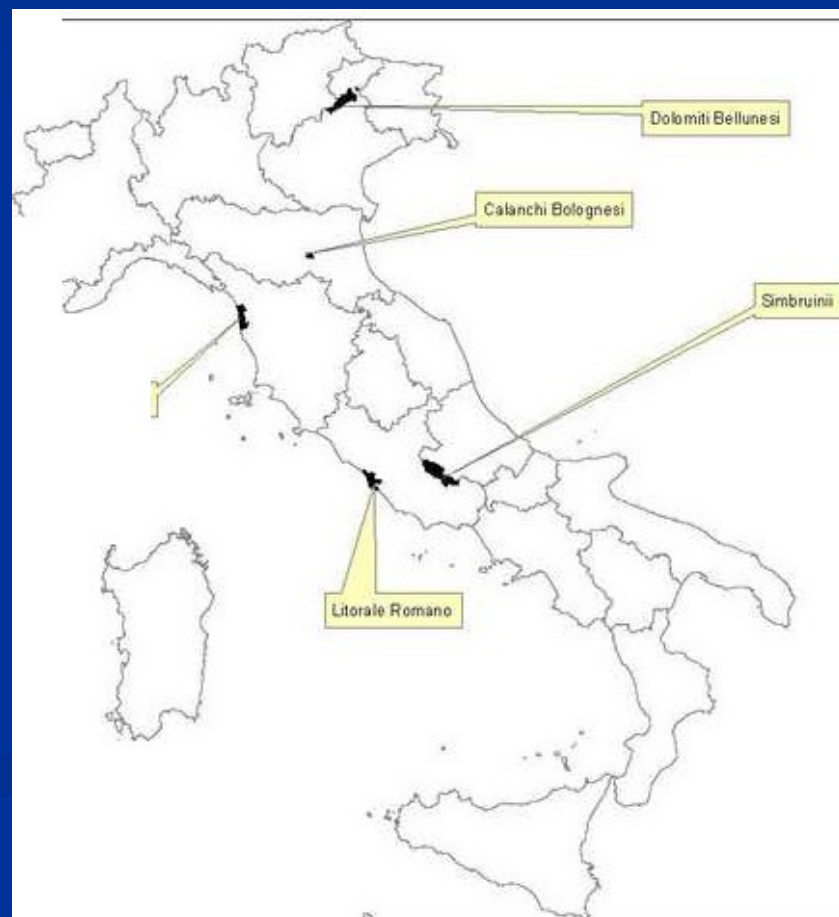 Dolomiti Bellunesi
Calanchi Bolognesi
Simbruinii
Litorale Romano